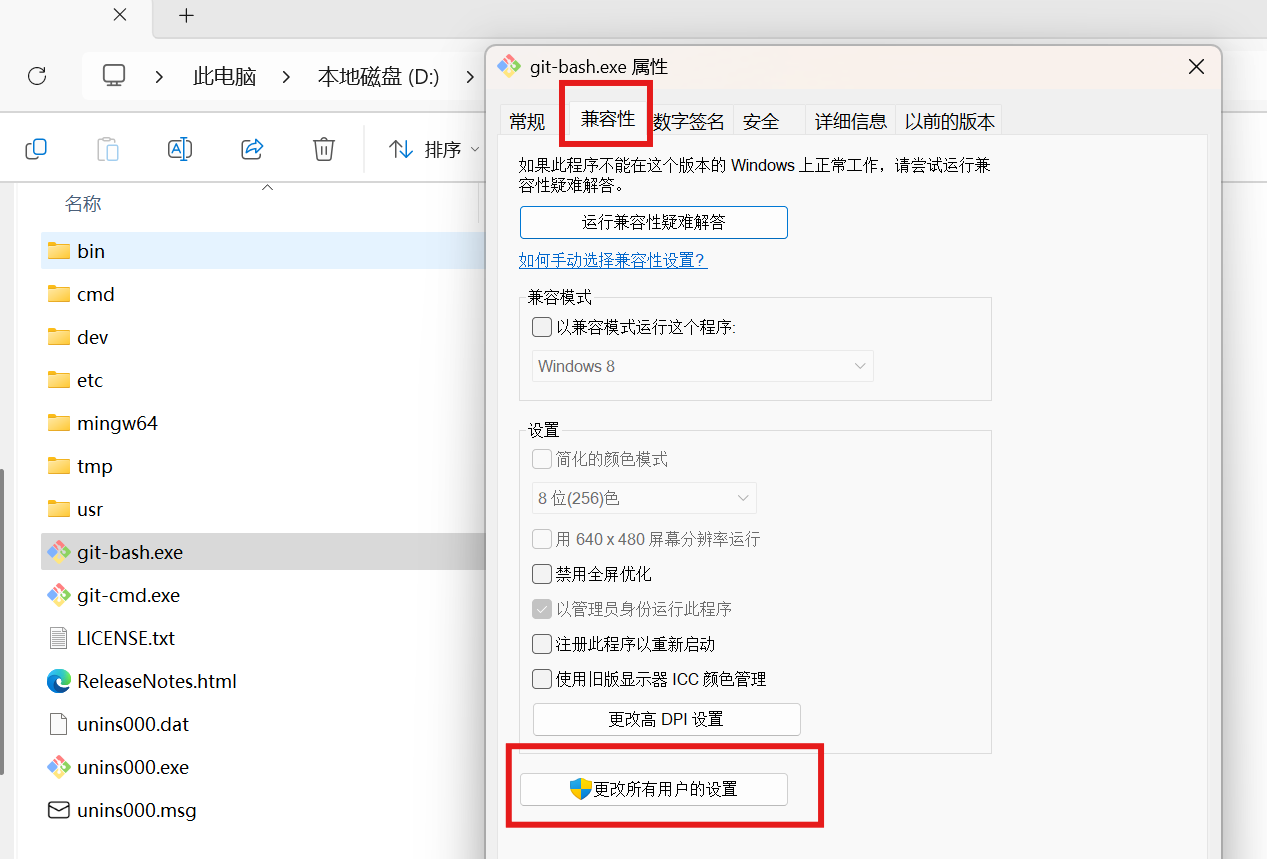 此电脑
本地磁盘 (D:)
排序
名称
bin
cmd
dev
etc
mingw64
tmp
usr
git-bash.exe
git-cmd.exe
LICENSE.txt
ReleaseNotes.html
unins000.dat
unins000.exe
unins000.msg
git-bash.exe 属性
常规
兼容性
数字签名
安全
详细信息
以前的版本
如果此程序不能在这个版本的 Windows 上正常工作，请尝试运行兼
容性疑难解答。
运行兼容性疑难解答
如何手动选择兼容性设置?
兼容模式
以兼容模式运行这个程序:
Windows 8
设置
简化的颜色模式
8 位(256)色
用 640 x 480 屏幕分辨率运行
禁用全屏优化
以管理员身份运行此程序
注册此程序以重新启动
使用旧版显示器 ICC 颜色管理
更改高 DPI 设置
更改所有用户的设置